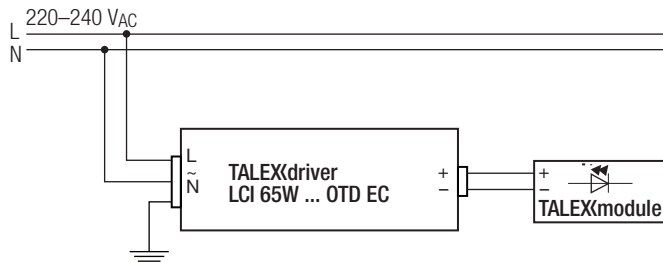 220–240 VAC
L
N
L
~
N
TALEXXdriver
LCI 65W ... OTD EC
+
–
+
–
TALEXXmodule